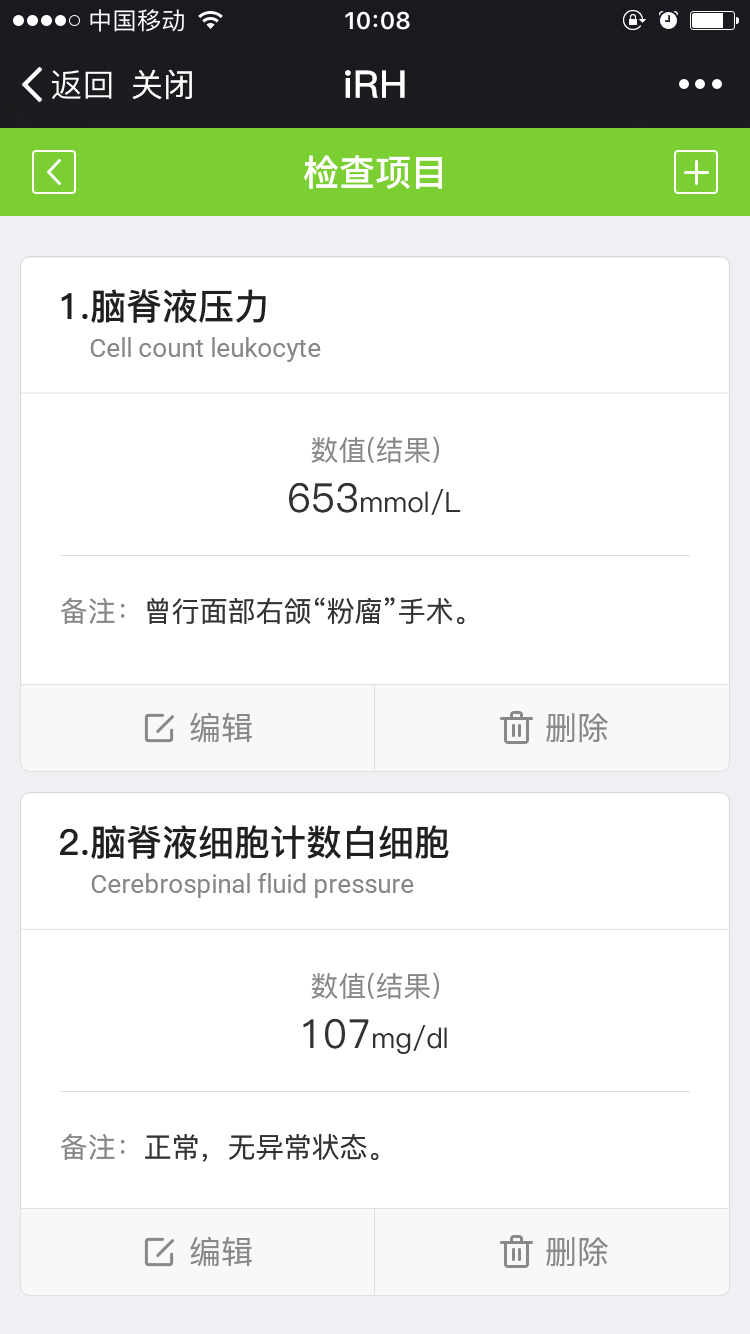 中国移动 10:08
返回 关闭 iRH
检查项目
1.脑脊液压力
Cell count leukocyte
数值(结果)
653mmol/L
备注：曾行面部右颌“粉瘤”手术。
编辑 删除
2.脑脊液细胞计数白细胞
Cerebrospinal fluid pressure
数值(结果)
107mg/dl
备注：正常，无异常状态。
编辑 删除